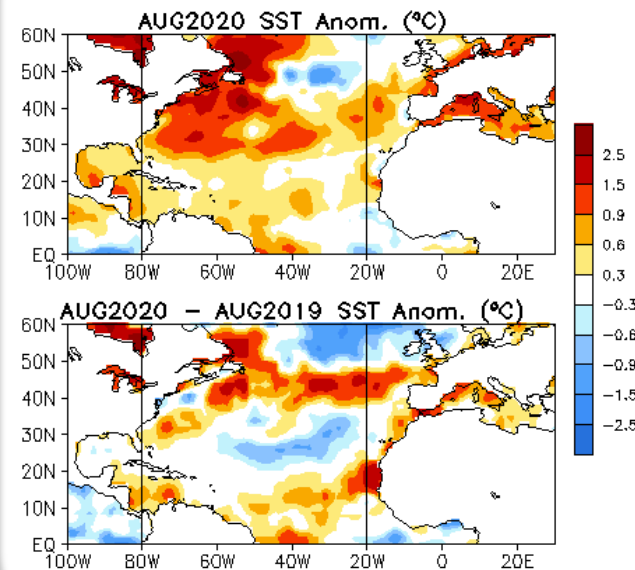 AUG2020 SST Anom. (ºC)
60N
50N
40N
30N
20N
10N
EQ
100W 80W 60W 40W 20W 0 20E
AUG2020 – AUG2019 SST Anom. (ºC)
60N
50N
40N
30N
20N
10N
EQ
100W 80W 60W 40W 20W 0 20E
2.5
1.5
0.9
0.6
0.3
−0.3
−0.6
−0.9
−1.5
−2.5